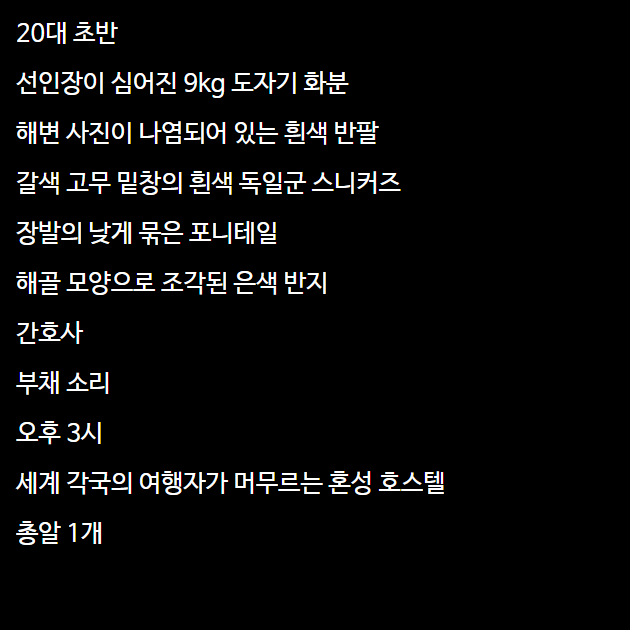 20대 초반
선인장이 심어진 9kg 도자기 화분
해변 사진이 나염되어 있는 흰색 반팔
갈색 고무 밑창의 흰색 독일군 스니커즈
장발의 낮게 묶은 포니테일
해골 모양으로 조각된 은색 반지
간호사
부채 소리
오후 3시
세계 각국의 여행자가 머무르는 혼성 호스텔
총알 1개